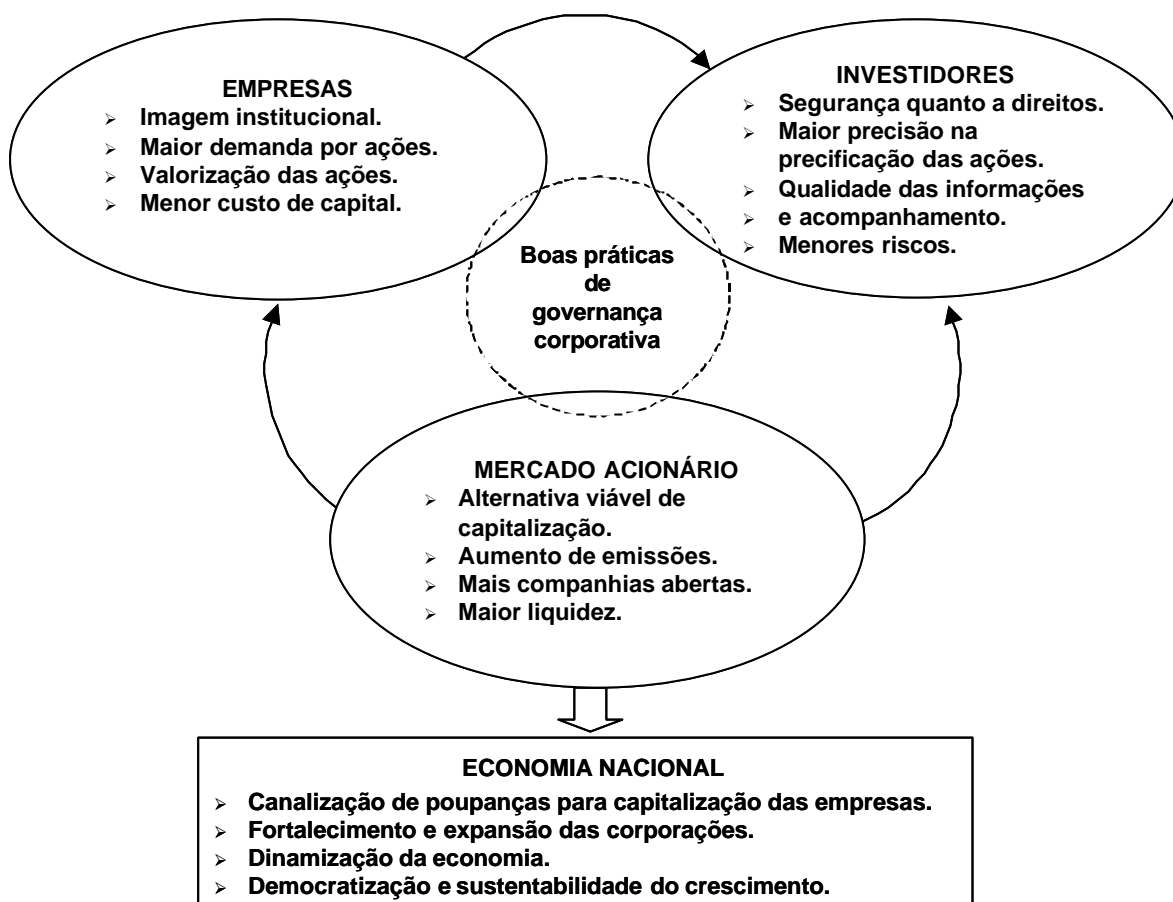 EMPRESAS
➢ Imagem institucional.
➢ Maior demanda por ações.
➢ Valorização das ações.
➢ Menor custo de capital.
INVESTIDORES
➢ Segurança quanto a direitos.
➢ Maior precisão na
precificação das ações.
➢ Qualidade das informações
➢ e acompanhamento.
➢ Menores riscos.
Boas práticas
de
governança
corporativa
MERCADO ACIONÁRIO
➢ Alternativa viável de
capitalização.
➢ Aumento de emissões.
➢ Mais companhias abertas.
➢ Maior liquidez.
ECONOMIA NACIONAL
➢ Canalização de poupanças para capitalização das empresas.
➢ Fortalecimento e expansão das corporações.
➢ Dinamização da economia.
➢ Democratização e sustentabilidade do crescimento.